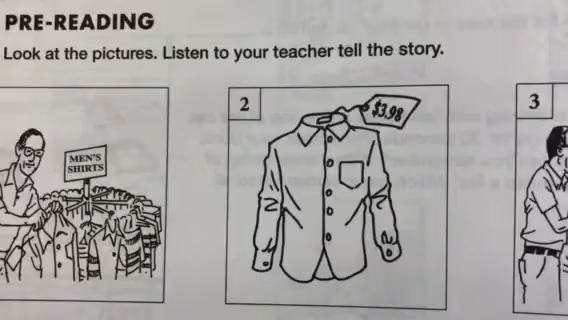 PRE-READING
Look at the pictures. Listen to your teacher tell the story.
MEN'S
SHIRTS
2
$3.98
3